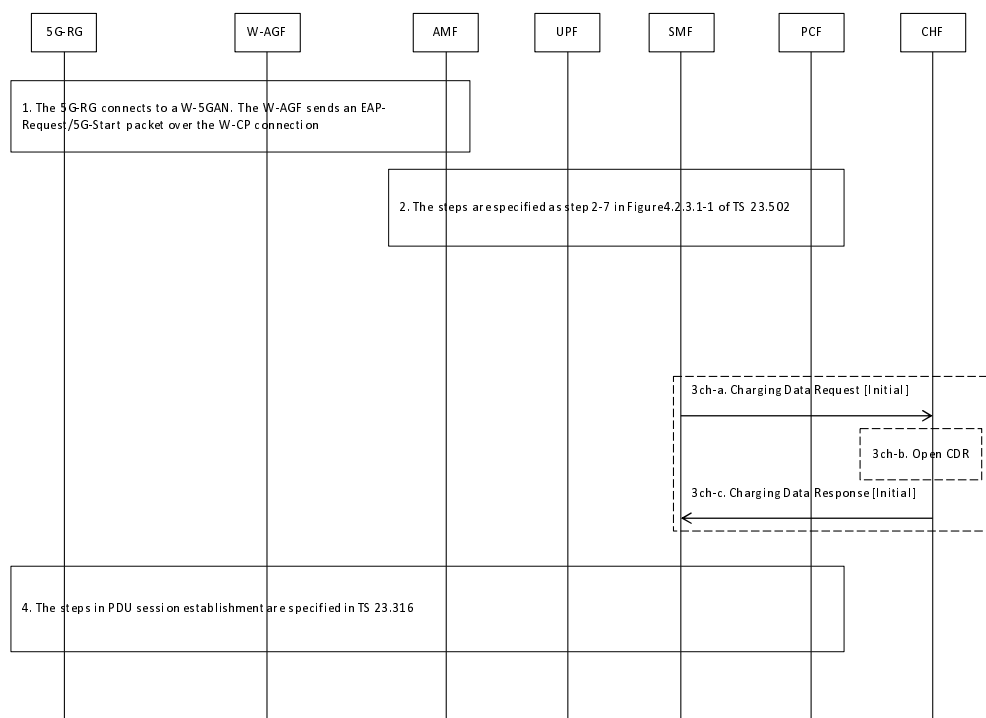 5G-RG
W-AGF
AMF
UPF
SMF
PCF
CHF
1. The 5G-RG connects to a W-5GAN. The W-AGF sends an EAP-
Request/5G-Start packet over the W-CP connection
2. The steps are specified as step 2-7 in Figure4.2.3.1-1 of TS 23.502
3ch-a. Charging Data Request [Initial]
3ch-b. Open CDR
3ch-c. Charging Data Response [Initial]
4. The steps in PDU session establishment are specified in TS 23.316